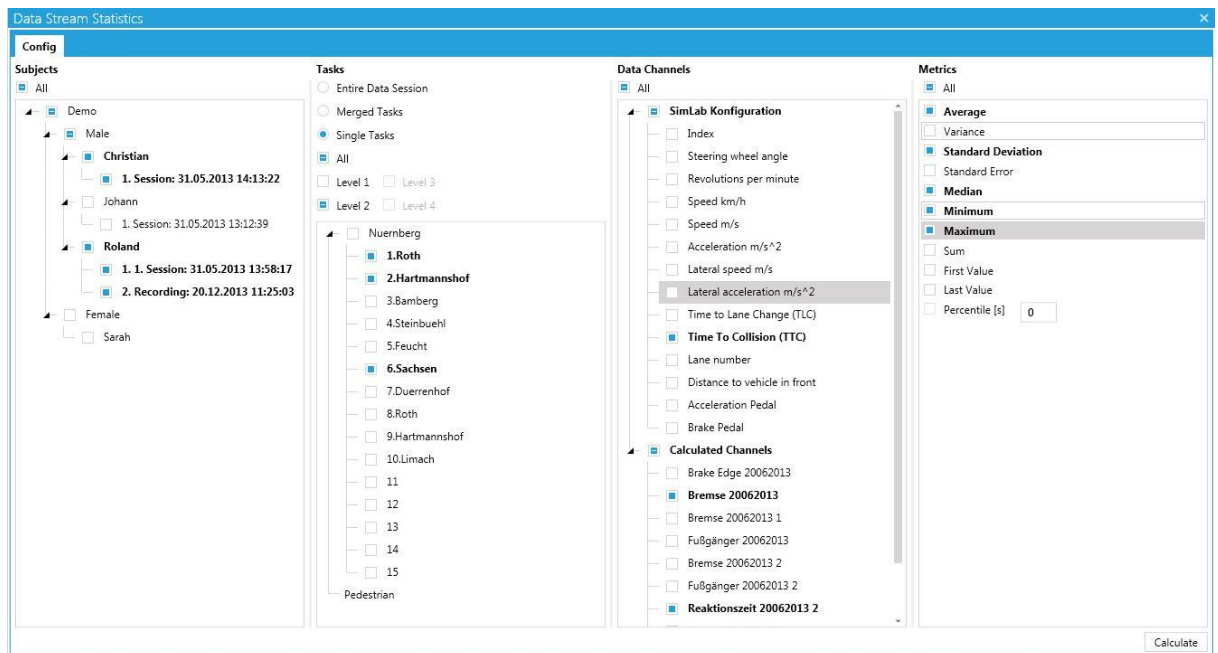 Data Stream Statistics
Config
Subjects
All
Demo
Male
Christian
1. Session: 31.05.2013 14:13:22
Johann
1. Session: 31.05.2013 13:12:39
Roland
1. 1. Session: 31.05.2013 13:58:17
2. Recording: 20.12.2013 11:25:03
Female
Sarah
Tasks
Entire Data Session
Merged Tasks
Single Tasks
All
Level 1 Level 3
Level 2 Level 4
Nuernberg
1.Roth
2.Hartmannshof
3.Bamberg
4.Steinbuehl
5.Feucht
6.Sachsen
7.Duerrenhof
8.Roth
9.Hartmannshof
10.Limach
11
12
13
14
15
Pedestrian
Data Channels
All
SimLab Konfiguration
Index
Steering wheel angle
Revolutions per minute
Speed km/h
Speed m/s
Acceleration m/s^2
Lateral speed m/s
Lateral acceleration m/s^2
Time to Lane Change (TLC)
Time To Collision (TTC)
Lane number
Distance to vehicle in front
Acceleration Pedal
Brake Pedal
Calculated Channels
Brake Edge 20062013
Bremse 20062013
Bremse 20062013 1
Fußgänger 20062013
Bremse 20062013 2
Fußgänger 20062013 2
Reaktionszeit 20062013 2
Metrics
All
Average
Variance
Standard Deviation
Standard Error
Median
Minimum
Maximum
Sum
First Value
Last Value
Percentile [s] 0
Calculate